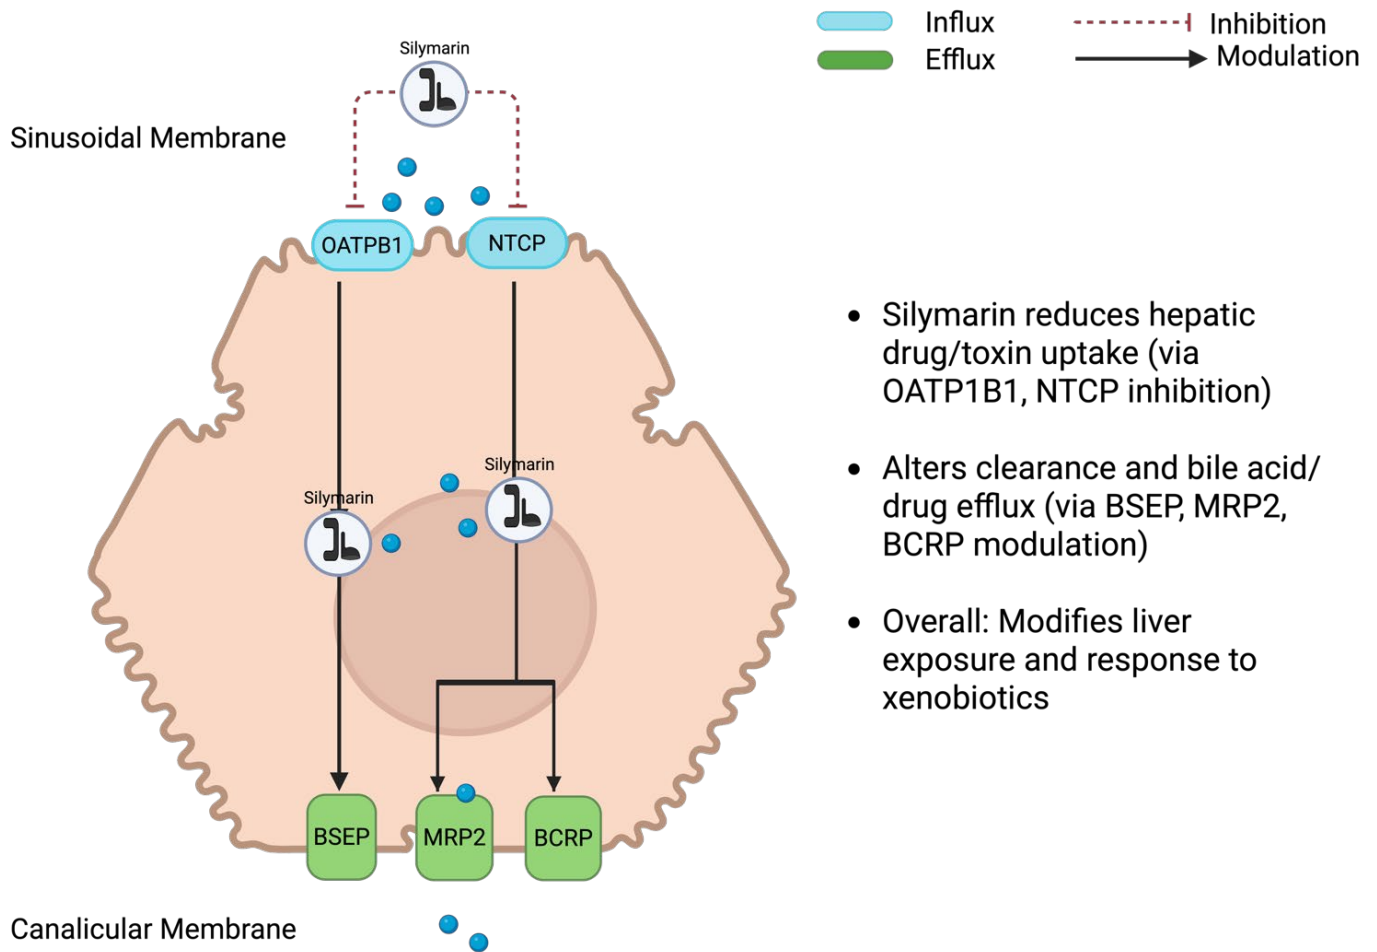 Influx
Inhibition
Efflux
Modulation
Silymarin
Sinusoidal Membrane
OATPB1
NTCP
• Silymarin reduces hepatic
drug/toxin uptake (via
OATP1B1, NTCP inhibition)
• Alters clearance and bile acid/
drug efflux (via BSEP, MRP2,
BCRP modulation)
• Overall: Modifies liver
exposure and response to
xenobiotics
Silymarin
Silymarin
BSEP
MRP2
BCRP
Canalicular Membrane